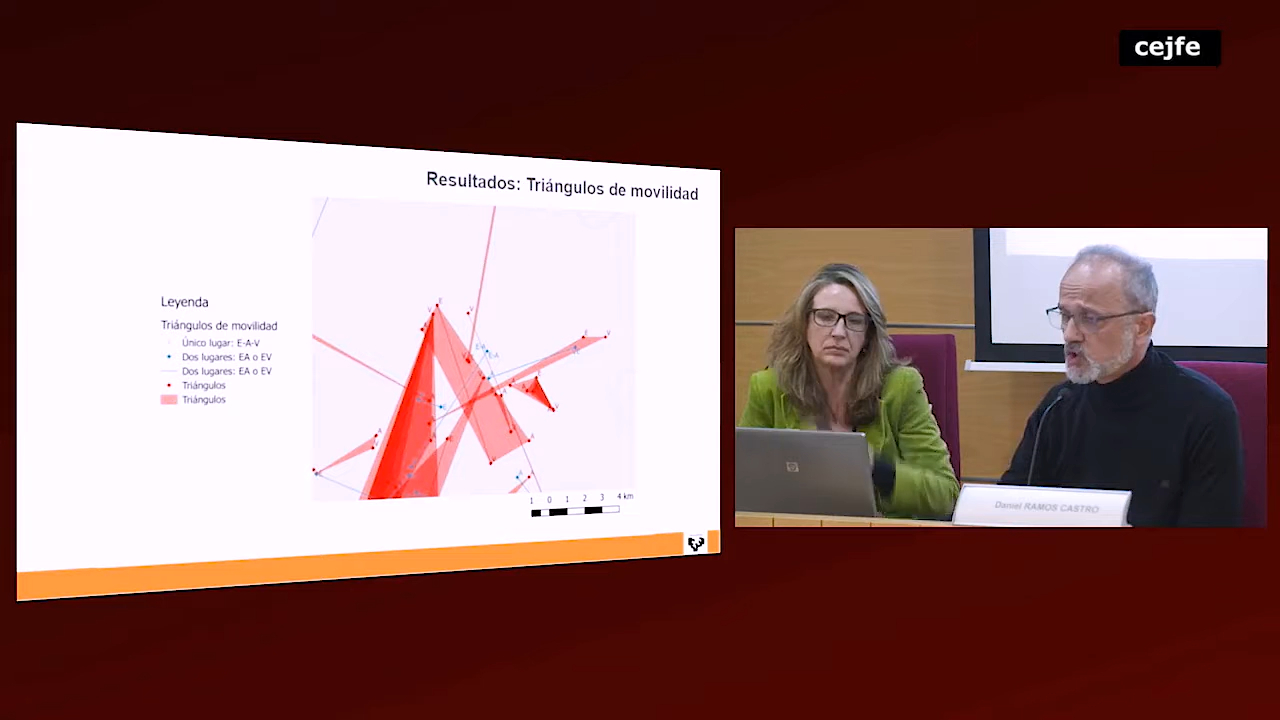 cejfe
Resultados: Triángulos de movilidad
Leyenda
Triángulos de movilidad
Único lugar: E-A-V
Dos lugares: EA o EV
Dos lugares: EA o EV
Triángulos
Triángulos
1 0 1 2 3 4 km
Daniel RAMOS CASTRO